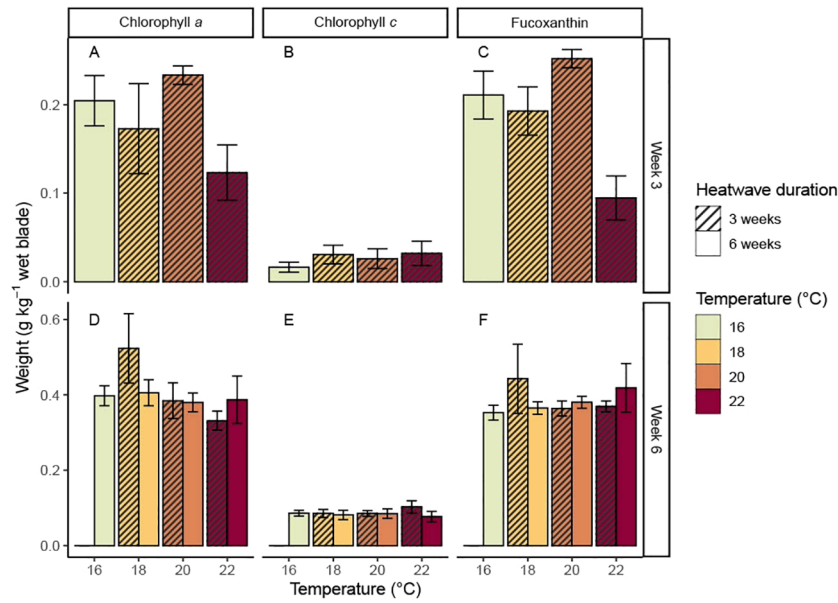 Chlorophyll a
Chlorophyll c
Fucoxanthin
A
B
C
0.2
0.1
0.0
Week 3
D
E
F
0.6
0.4
0.2
0.0
Week 6
Weight (g kg⁻¹ wet blade)
16 18 20 22
16 18 20 22
16 18 20 22
Temperature (°C)
Heatwave duration
3 weeks
6 weeks
Temperature (°C)
16
18
20
22